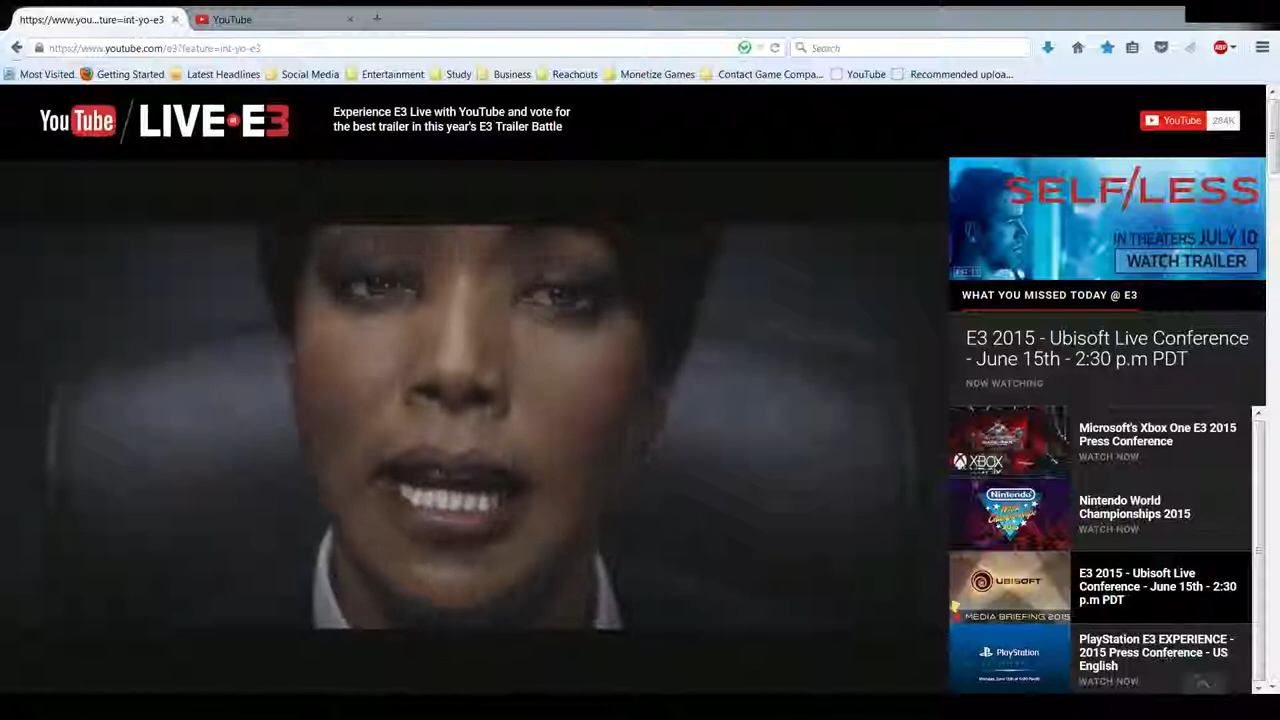 https://www.you...ture=int-yo-e3
YouTube
https://www.youtube.com/e3?feature=int-yo-e3
Search
ABP
Most Visited
Getting Started
Latest Headlines
Social Media
Entertainment
Study
Business
Reachouts
Monetize Games
Contact Game Compa...
YouTube
Recommended uploa...
YouTube / LIVE at E3
Experience E3 Live with YouTube and vote for
the best trailer in this year's E3 Trailer Battle
YouTube 284K
SELF/LESS
IN THEATERS JULY 10
WATCH TRAILER
WHAT YOU MISSED TODAY @ E3
E3 2015 - Ubisoft Live Conference
- June 15th - 2:30 p.m PDT
NOW WATCHING
XBOX
Microsoft's Xbox One E3 2015
Press Conference
WATCH NOW
Nintendo
World
Championships
2015
Nintendo World
Championships 2015
WATCH NOW
UBISOFT
MEDIA BRIEFING 2015
E3 2015 - Ubisoft Live
Conference - June 15th - 2:30
p.m PDT
PlayStation
PlayStation E3 EXPERIENCE -
2015 Press Conference - US
English
WATCH NOW